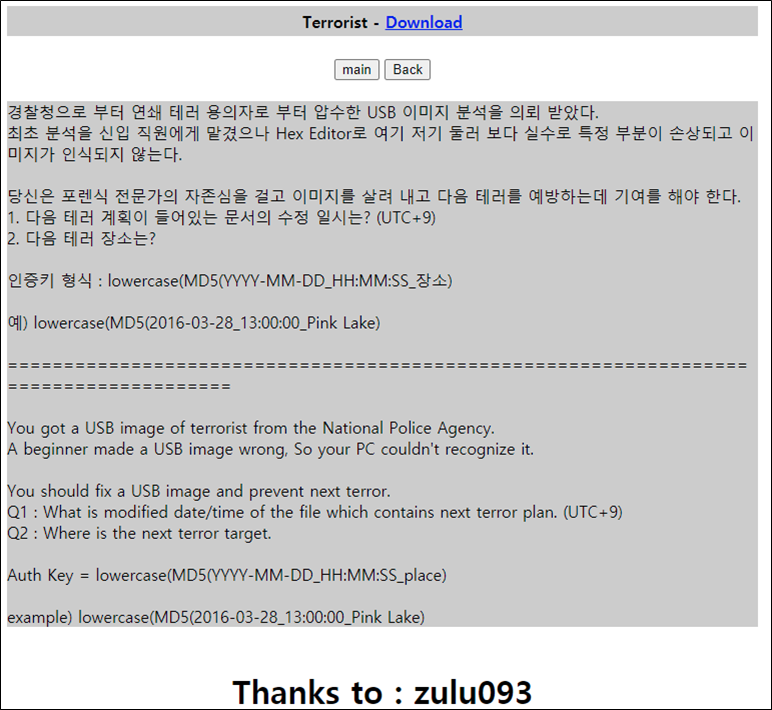 Terrorist - Download
main Back
경찰청으로 부터 연쇄 테러 용의자로 부터 압수한 USB 이미지 분석을 의뢰 받았다.
최초 분석을 신입 직원에게 맡겼으나 Hex Editor로 여기 저기 둘러 보다 실수로 특정 부분이 손상되고 이
미지가 인식되지 않는다.
당신은 포렌식 전문가의 자존심을 걸고 이미지를 살려 내고 다음 테러를 예방하는데 기여를 해야 한다.
1. 다음 테러 계획이 들어있는 문서의 수정 일시는? (UTC+9)
2. 다음 테러 장소는?
인증키 형식 : lowercase(MD5(YYYY-MM-DD_HH:MM:SS_장소)
예) lowercase(MD5(2016-03-28_13:00:00_Pink Lake)
==================================================================
====================
You got a USB image of terrorist from the National Police Agency.
A beginner made a USB image wrong, So your PC couldn't recognize it.
You should fix a USB image and prevent next terror.
Q1 : What is modified date/time of the file which contains next terror plan. (UTC+9)
Q2 : Where is the next terror target.
Auth Key = lowercase(MD5(YYYY-MM-DD_HH:MM:SS_place)
example) lowercase(MD5(2016-03-28_13:00:00_Pink Lake)
Thanks to : zulu093